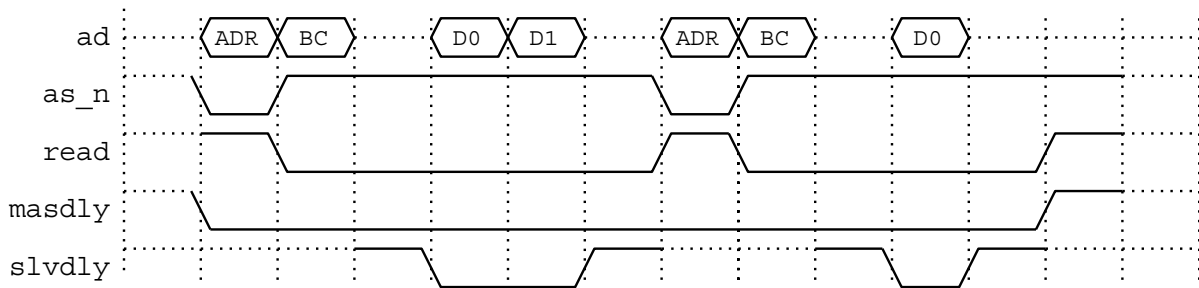 ad ADR BC D0 D1 ADR BC D0
as_n
read
masdly
slvdly